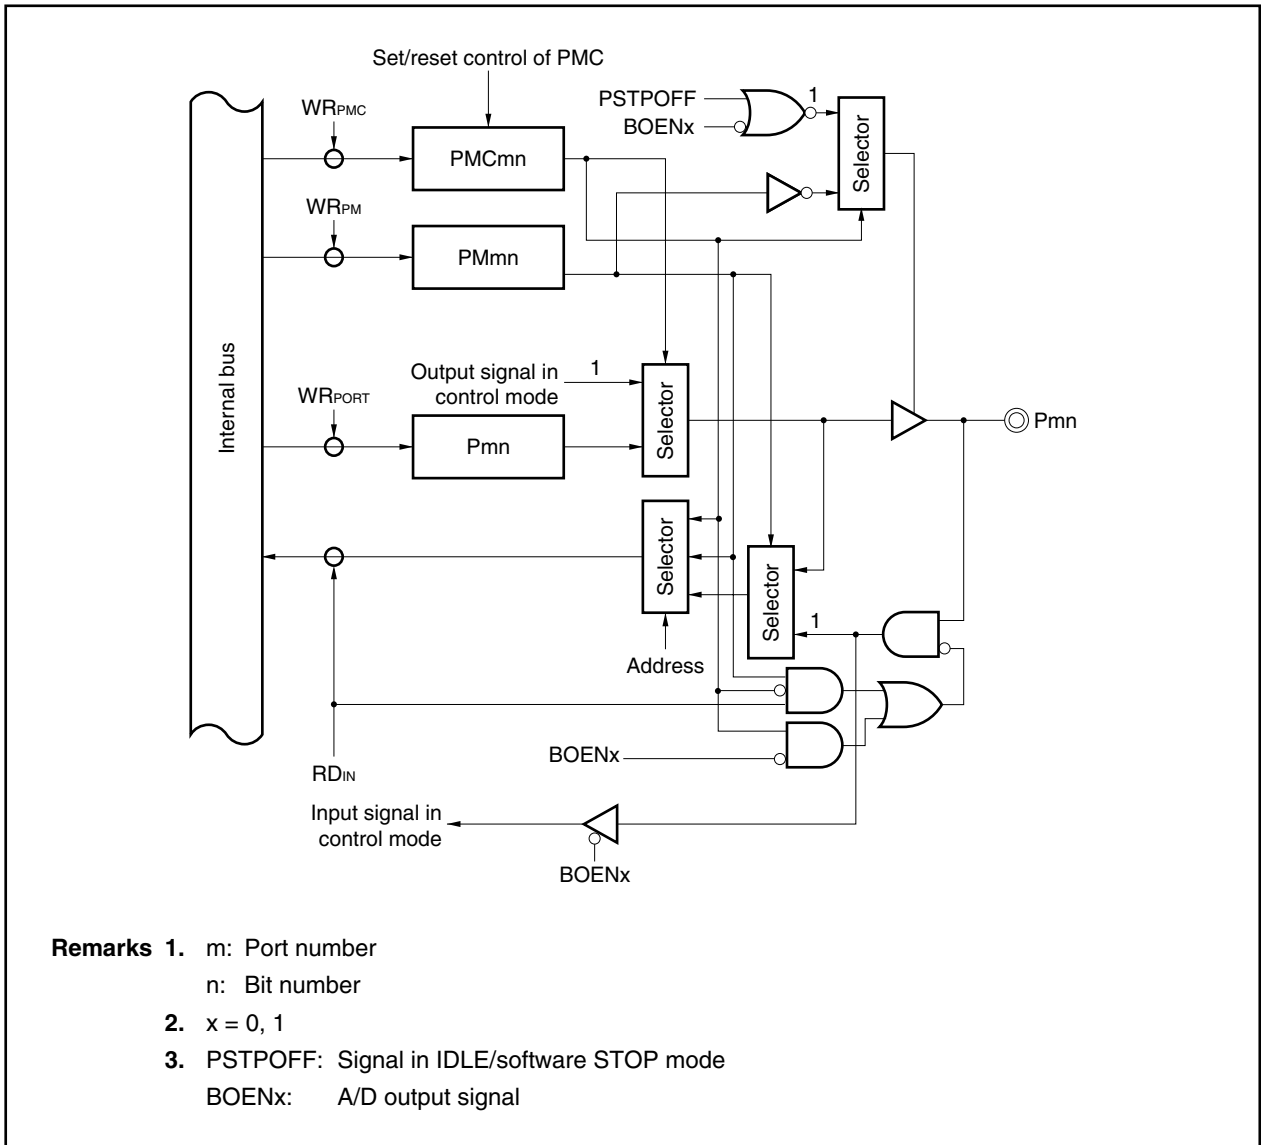 Set/reset control of PMC
WRPMC
PMCmn
PSTPOFF
BOENx
1
Selector
WRPM
PMmn
Internal bus
Output signal in
control mode
1
WRPORT
Pmn
Selector
Pmn
Selector
Address
Selector
1
RDIN
BOENx
Input signal in
control mode
BOENx
Remarks 1. m: Port number
n: Bit number
2. x = 0, 1
3. PSTPOFF: Signal in IDLE/software STOP mode
BOENx: A/D output signal